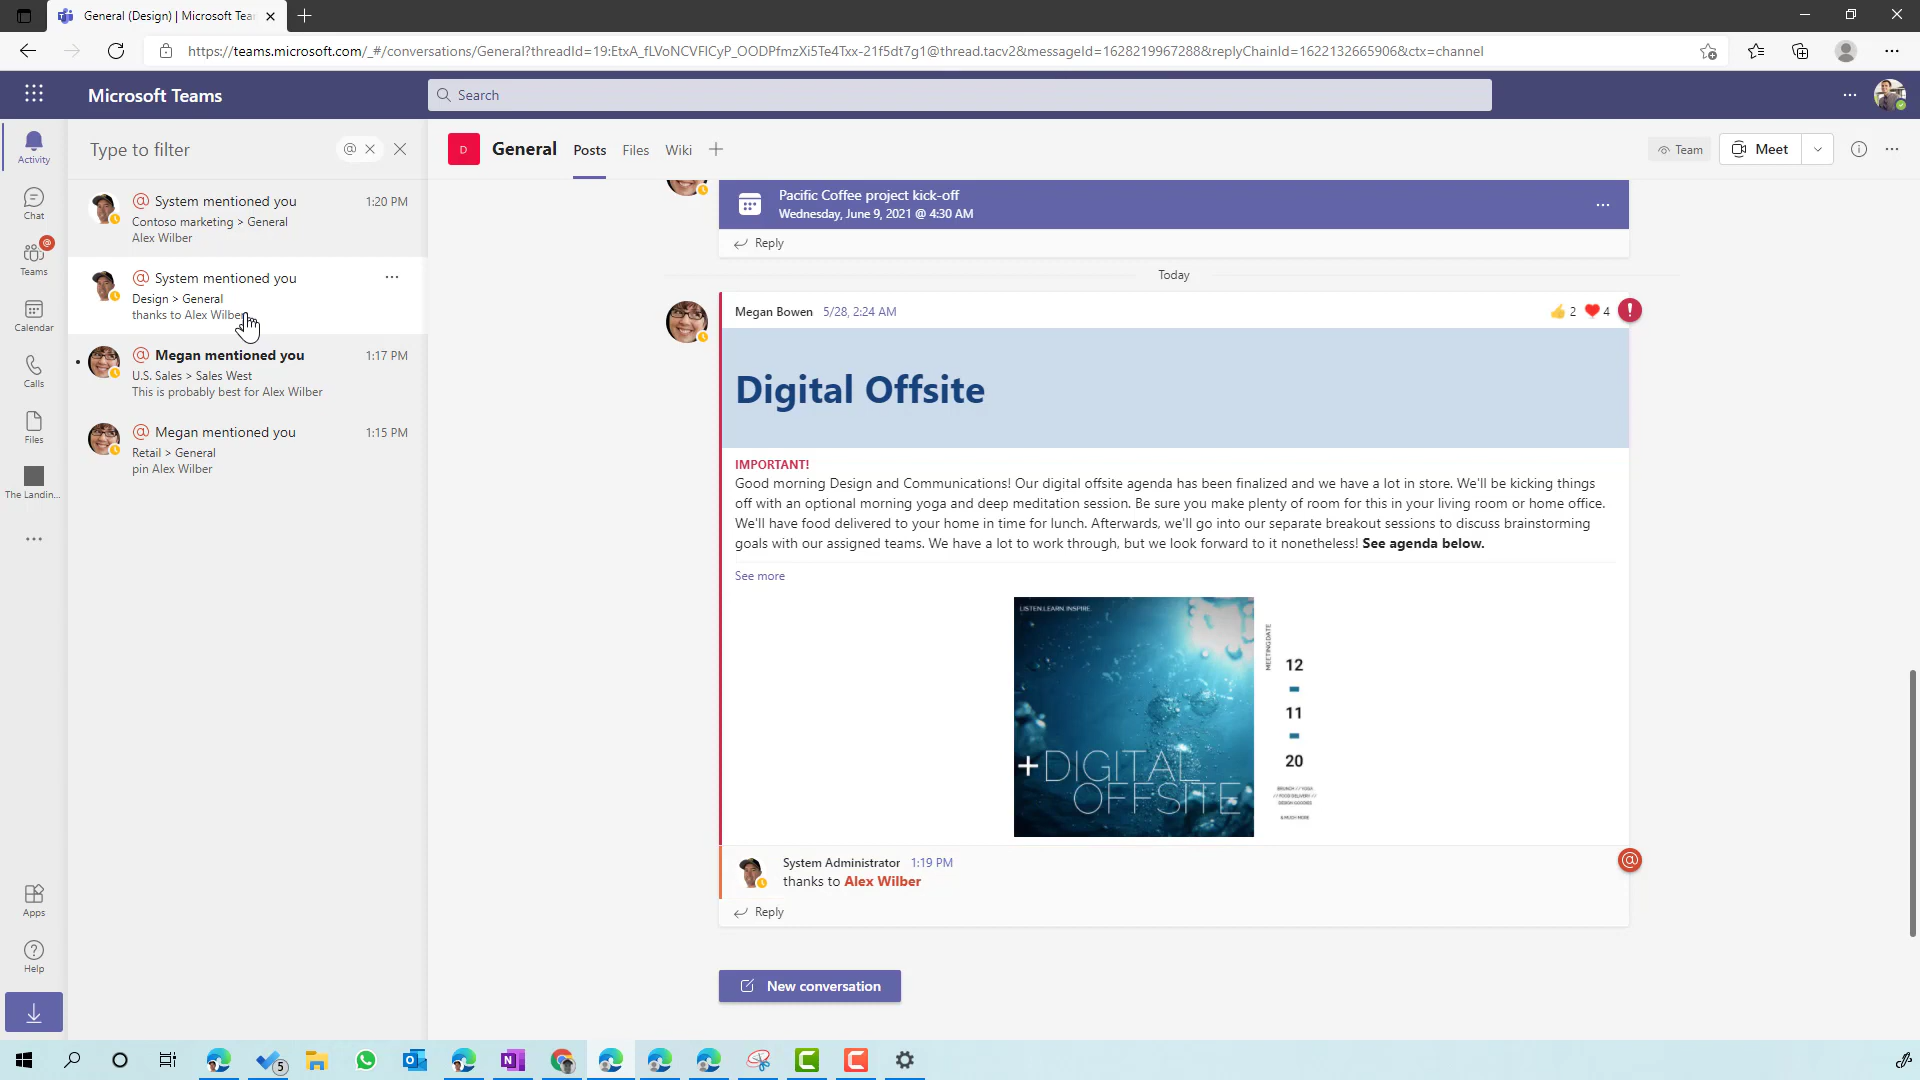 General (Design) | Microsoft Tea
https://teams.microsoft.com/_#/conversations/General?threadId=19:EtxA_fLVoNCVFlCyP_OODPfmzXi5Te4Txx-21f5dt7g1@thread.tacv2&messageId=1628219967288&replyChainId=1622132665906&ctx=channel
Microsoft Teams
Search
Activity
Chat
Teams
Calendar
Calls
Files
The Landin...
Apps
Help
Type to filter
@
@ System mentioned you 1:20 PM
Contoso marketing > General
Alex Wilber
@ System mentioned you
Design > General
thanks to Alex Wilber
@ Megan mentioned you 1:17 PM
U.S. Sales > Sales West
This is probably best for Alex Wilber
@ Megan mentioned you 1:15 PM
Retail > General
pin Alex Wilber
D General Posts Files Wiki
Team Meet
Pacific Coffee project kick-off
Wednesday, June 9, 2021 @ 4:30 AM
Reply
Today
Megan Bowen 5/28, 2:24 AM 2 4 !
Digital Offsite
IMPORTANT!
Good morning Design and Communications! Our digital offsite agenda has been finalized and we have a lot in store. We'll be kicking things
off with an optional morning yoga and deep meditation session. Be sure you make plenty of room for this in your living room or home office.
We'll have food delivered to your home in time for lunch. Afterwards, we'll go into our separate breakout sessions to discuss brainstorming
goals with our assigned teams. We have a lot to work through, but we look forward to it nonetheless! See agenda below.
See more
LISTEN.LEARN. INSPIRE.
+DIGITAL
OFFSITE
MEETING DATE
12
11
20
BRUNCH // YOGA
// FOOD DELIVERY //
DESIGN GOODIES
& MUCH MORE
System Administrator 1:19 PM
thanks to Alex Wilber
@
Reply
New conversation
5